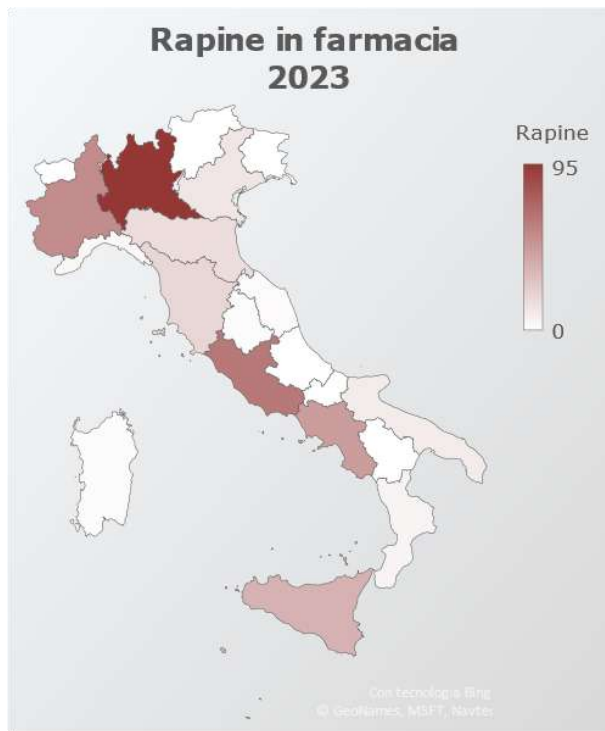 Rapine in farmacia
2023
Rapine
95
0
Con tecnologia Bing
© GeoNames, MSFT, Navteq